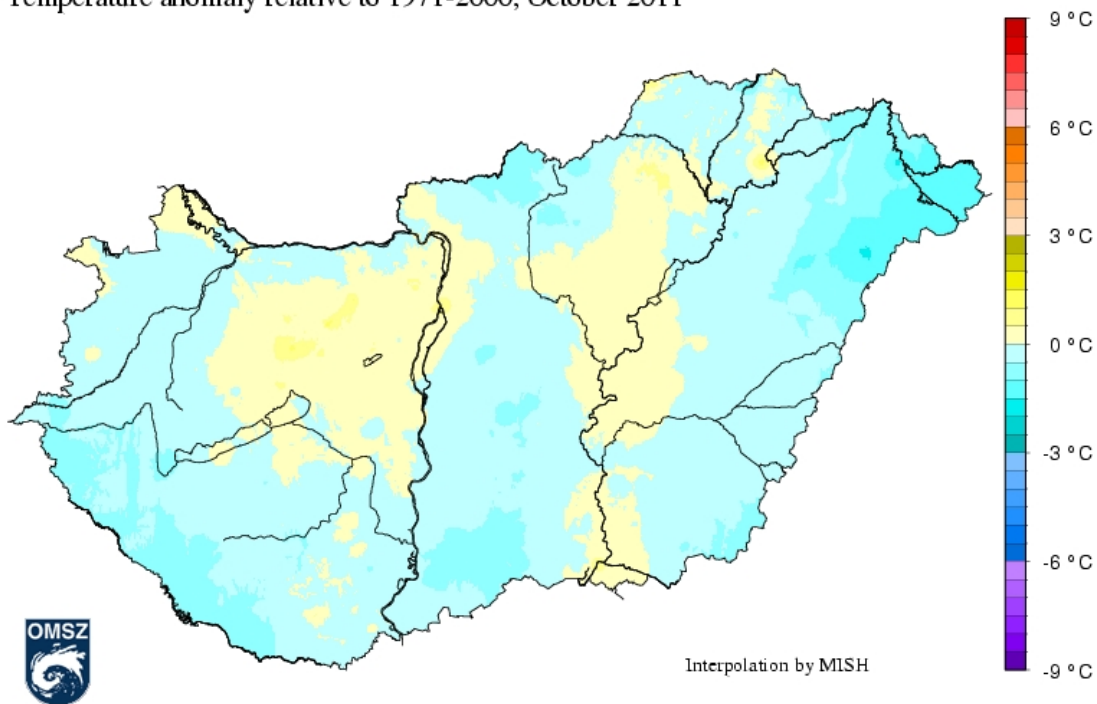 Temperature anomaly relative to 1971-2000, October 2011
9 °C
6 °C
3 °C
0 °C
-3 °C
-6 °C
-9 °C
OMSZ
Interpolation by MISH